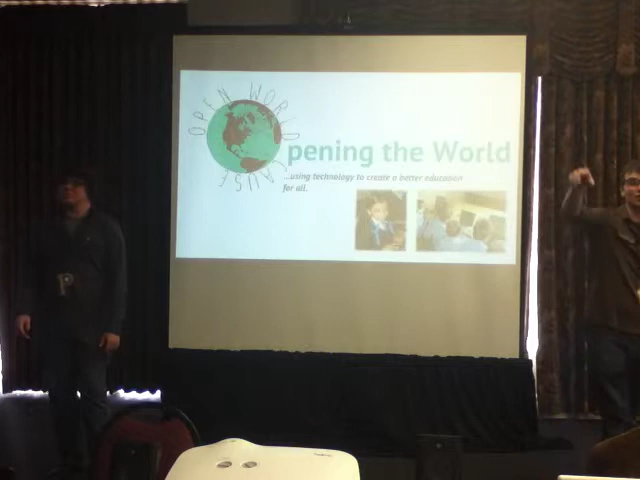 OPEN WORLD
CAUSE
pening the World
...using technology to create a better education
for all.